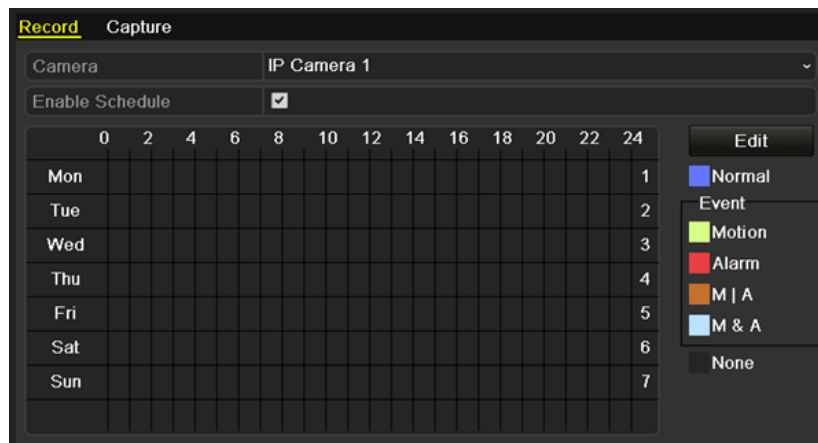 Record Capture
Camera IP Camera 1
Enable Schedule
0 2 4 6 8 10 12 14 16 18 20 22 24 Edit
Mon 1 Normal
Event
Tue 2
Motion
Wed 3
Alarm
Thu 4
M | A
Fri 5
M & A
Sat 6
None
Sun 7